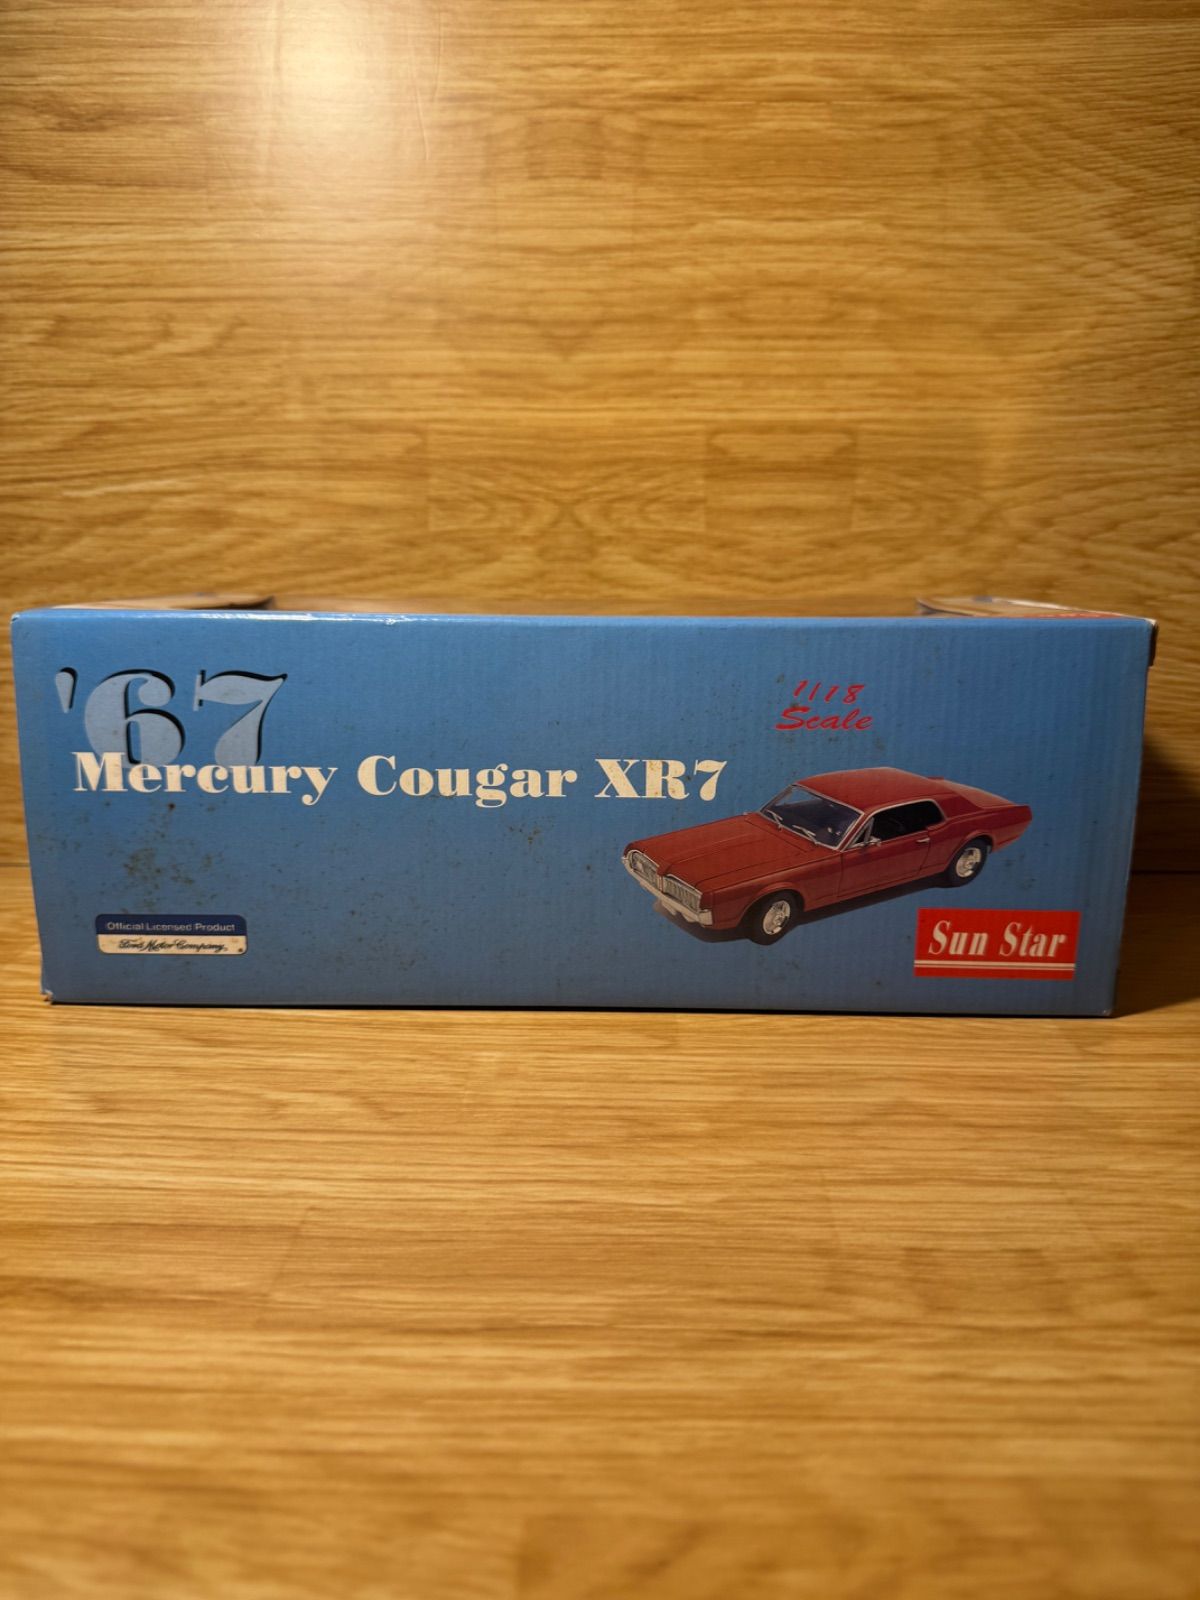 '67
Mercury Cougar XR7
1/18
Scale
Official Licensed Product
Ford Motor Company
Sun Star